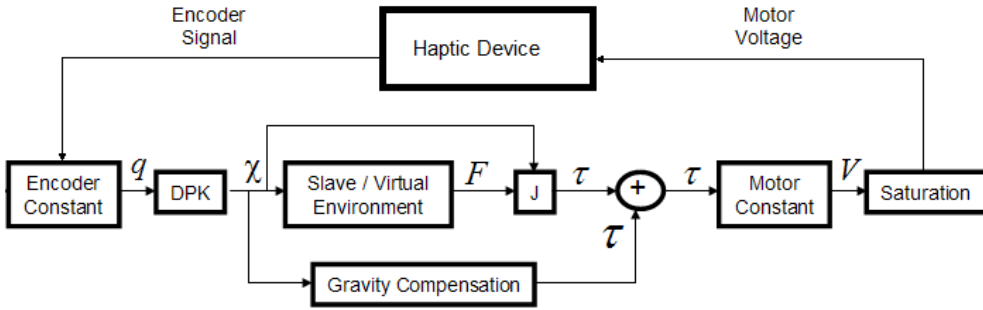 Encoder
Signal
Haptic Device
Motor
Voltage
Encoder
Constant
q
DPK
χ
Slave / Virtual
Environment
F
J
τ
+
τ
Motor
Constant
V
Saturation
τ
Gravity Compensation